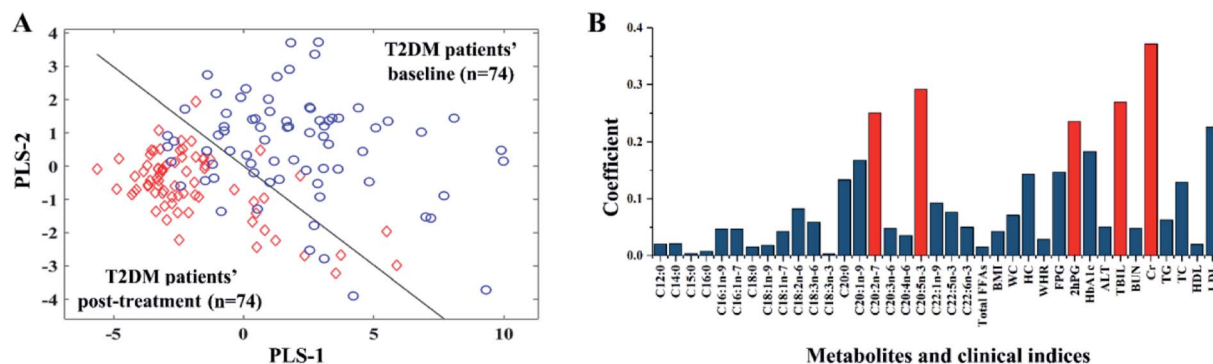 A
B
T2DM patients'
baseline (n=74)
T2DM patients'
post-treatment (n=74)
PLS-2
4
3
2
1
0
-1
-2
-3
-4
-5
0
5
10
PLS-1
Coefficient
0.4
0.3
0.2
0.1
0.0
C12:0
C14:0
C15:0
C16:0
C16:1n-9
C16:1n-7
C18:0
C18:1n-9
C18:1n-7
C18:2n-6
C18:3n-6
C18:3n-3
C20:0
C20:1n-9
C20:2n-7
C20:3n-6
C20:4n-6
C20:5n-3
C22:1n-9
C22:5n-3
C22:6n-3
Total FFAs
BMI
WC
HC
WHR
FPG
2hPG
HbA1c
ALT
TBIL
BUN
Cr
TG
TC
HDL
LDL
Metabolites and clinical indices